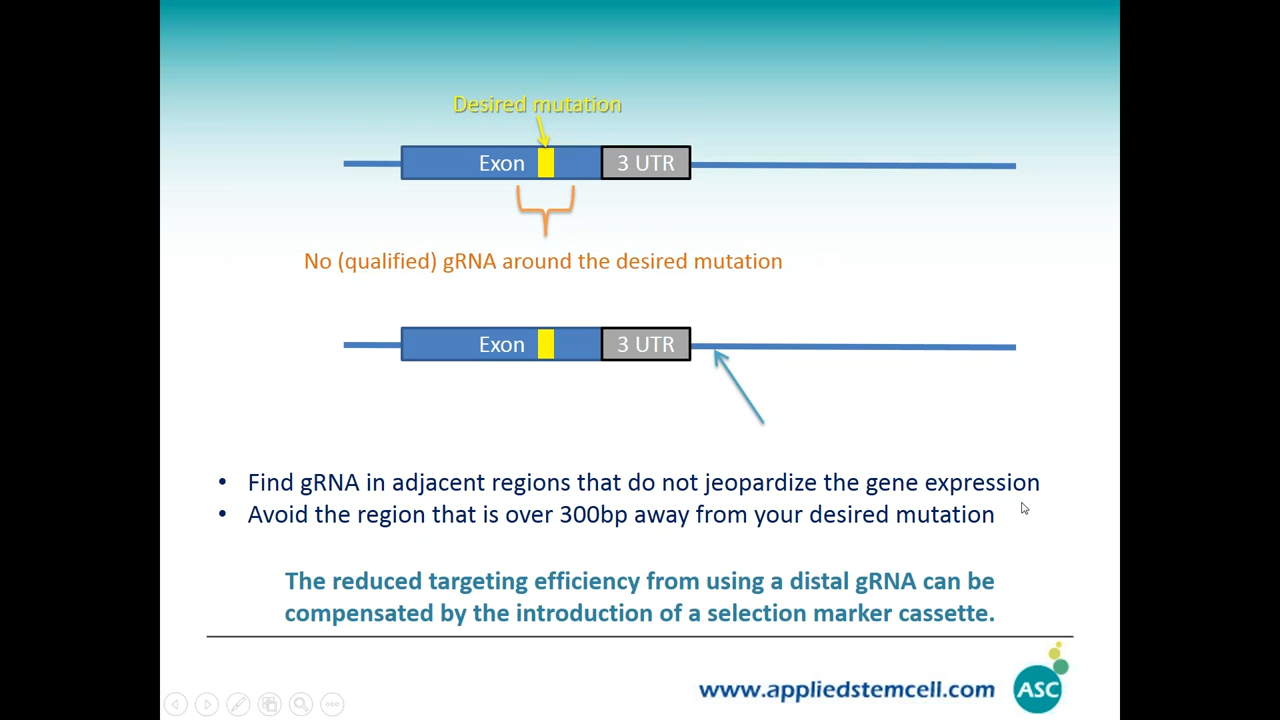 Desired mutation
Exon
3 UTR
No (qualified) gRNA around the desired mutation
Exon
3 UTR
• Find gRNA in adjacent regions that do not jeopardize the gene expression
• Avoid the region that is over 300bp away from your desired mutation
The reduced targeting efficiency from using a distal gRNA can be
compensated by the introduction of a selection marker cassette.
www.appliedstemcell.com
ASC